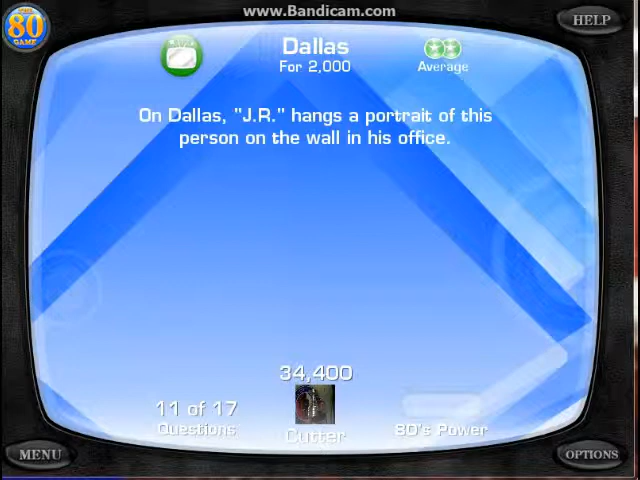 www.Bandicam.com
THE
80
GAME
HELP
Dallas
For 2,000
Average
On Dallas, "J.R." hangs a portrait of this
person on the wall in his office.
34,400
11 of 17
Questions
Cutter
80's Power
MENU
OPTIONS